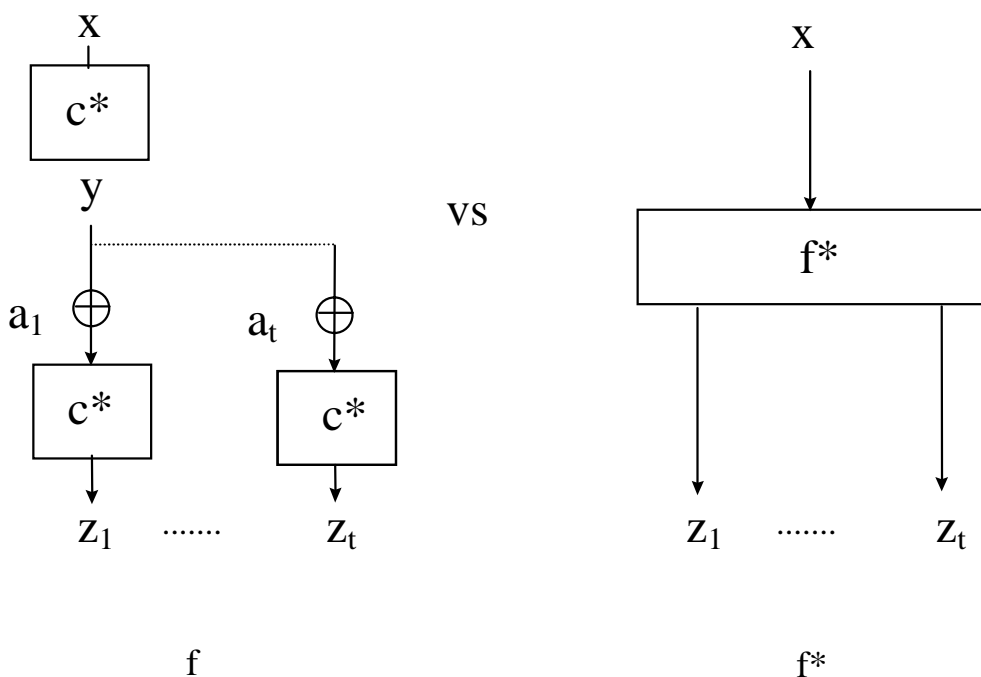 x
c*
y
a₁
aₜ
c*
c*
z₁ ....... zₜ
f
vs
x
f*
z₁ ....... zₜ
f*